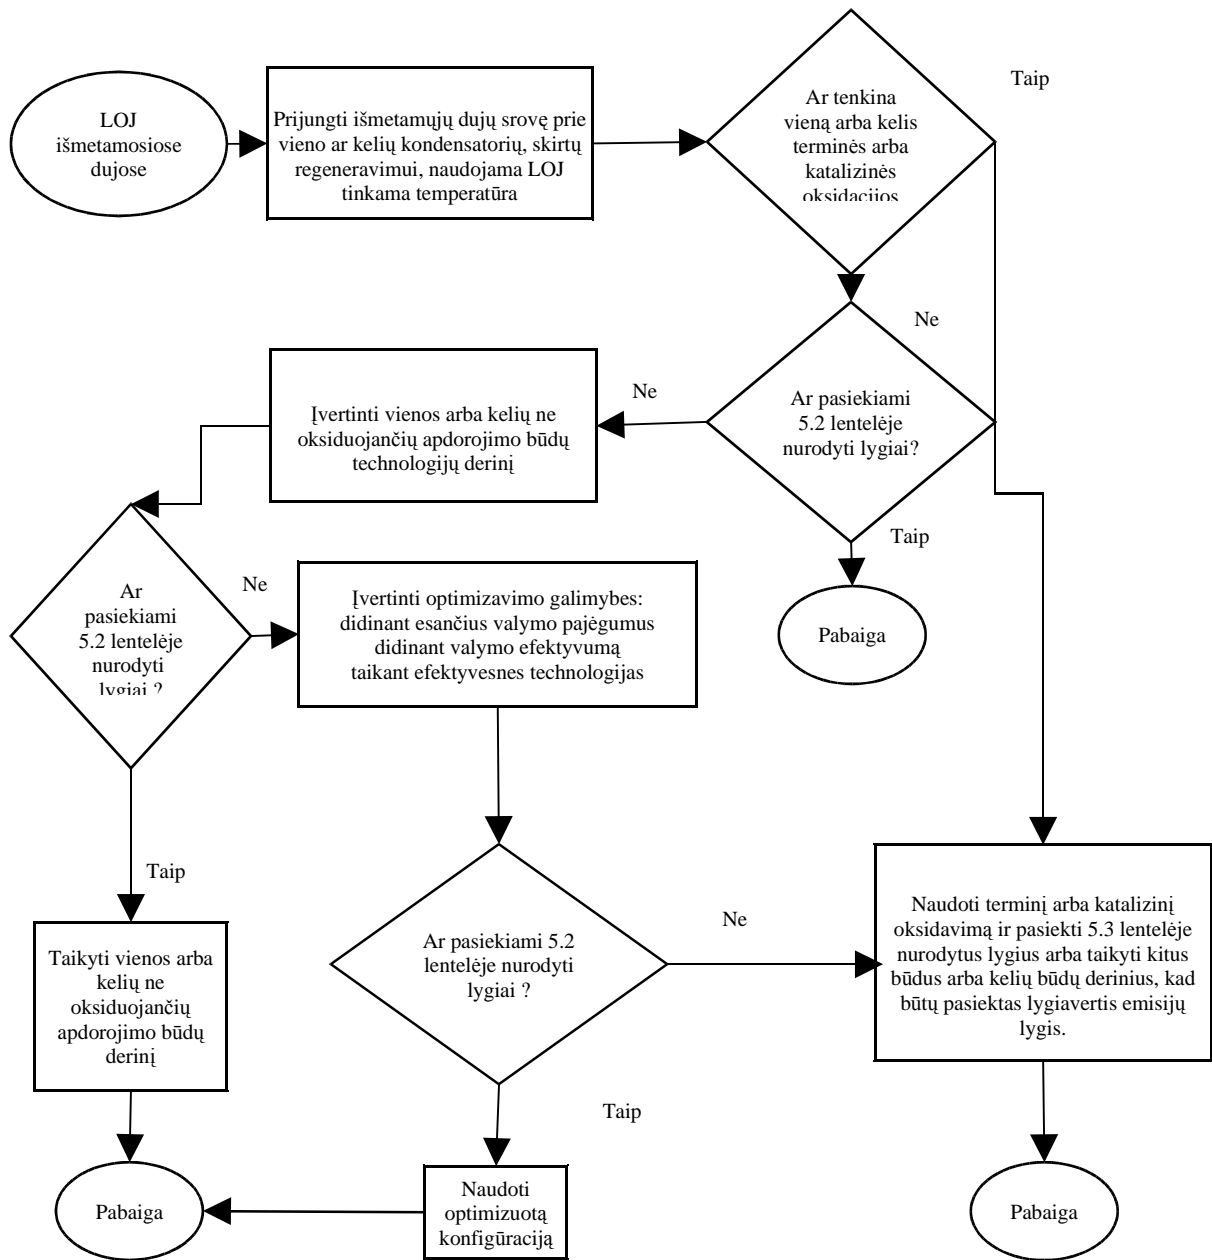 LOJ
išmetamosiose
dujose
Prijungti išmetamųjų dujų srovę prie
vieno ar kelių kondensatorių, skirtų
regeneravimui, naudojama LOJ
tinkama temperatūra
Ar tenkina
vieną arba kelis
terminės arba
katalizinės
oksidacijos
Taip
Ne
Ar pasiekiami
5.2 lentelėje
nurodyti lygiai?
Ne
Taip
Pabaiga
Įvertinti vienos arba kelių ne
oksiduojančių apdorojimo būdų
technologijų derinį
Ar
pasiekiami
5.2 lentelėje
nurodyti
lygiai ?
Ne
Įvertinti optimizavimo galimybes:
didinant esančius valymo pajėgumus
didinant valymo efektyvumą
taikant efektyvesnes technologijas
Taip
Taikyti vienos arba
kelių ne
oksiduojančių
apdorojimo būdų
derinį
Ar pasiekiami 5.2
lentelėje nurodyti
lygiai ?
Ne
Naudoti terminį arba katalizinį
oksidavimą ir pasiekti 5.3 lentelėje
nurodytus lygius arba taikyti kitus
būdus arba kelių būdų derinius, kad
būtų pasiektas lygiavertis emisijų
lygis.
Taip
Naudoti
optimizuotą
konfigūraciją
Pabaiga
Pabaiga